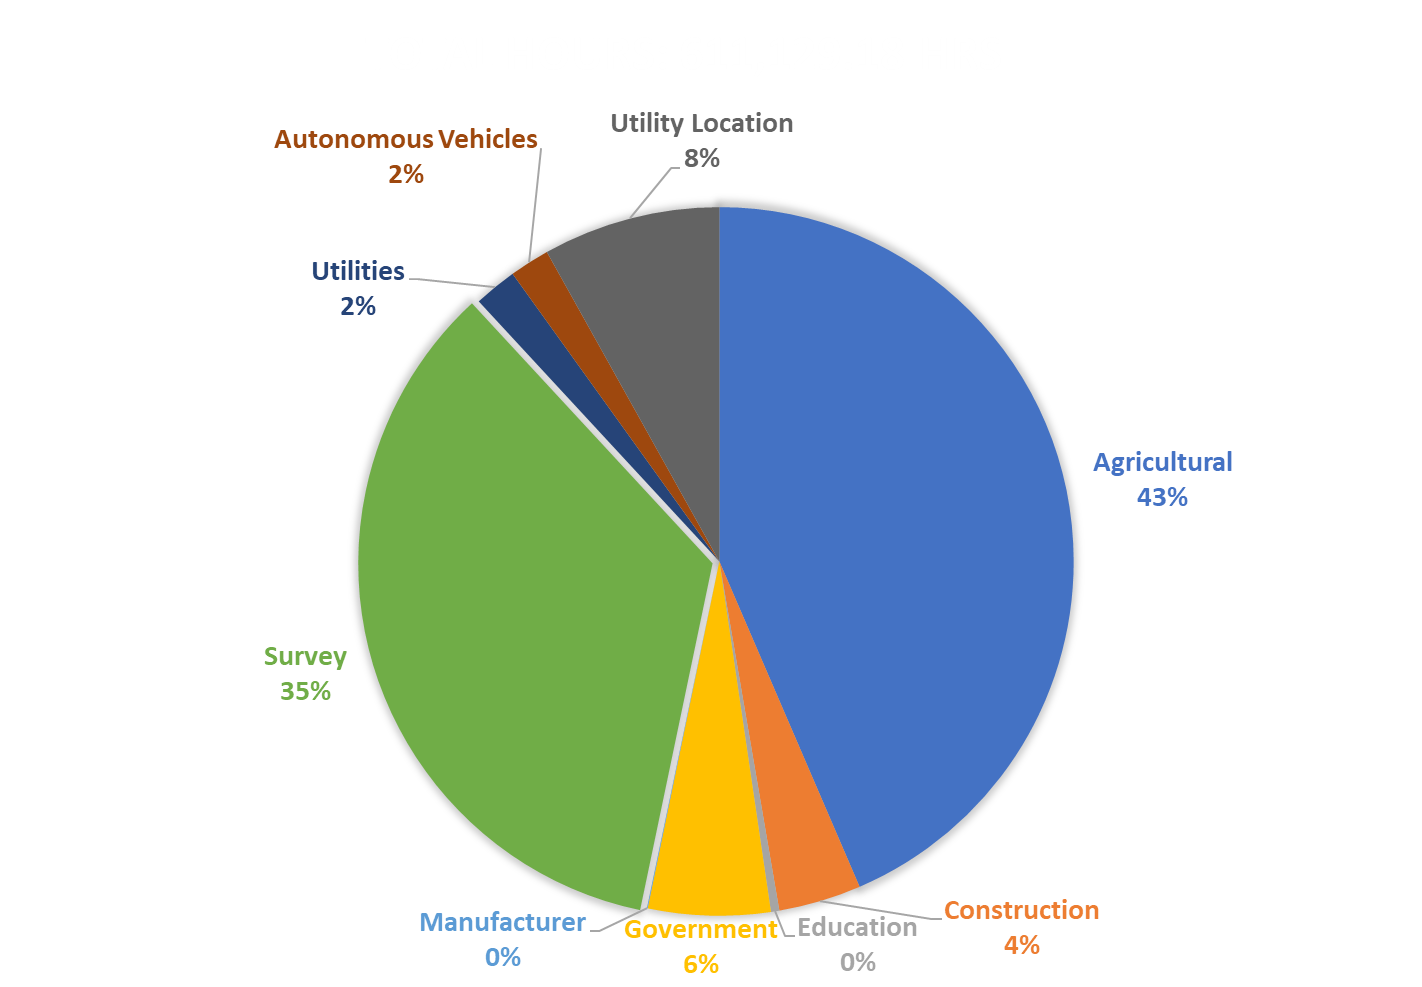 Utility Location
8%
Autonomous Vehicles
2%
Utilities
2%
Agricultural
43%
Survey
35%
Construction
4%
Manufacturer
0%
Government
6%
Education
0%